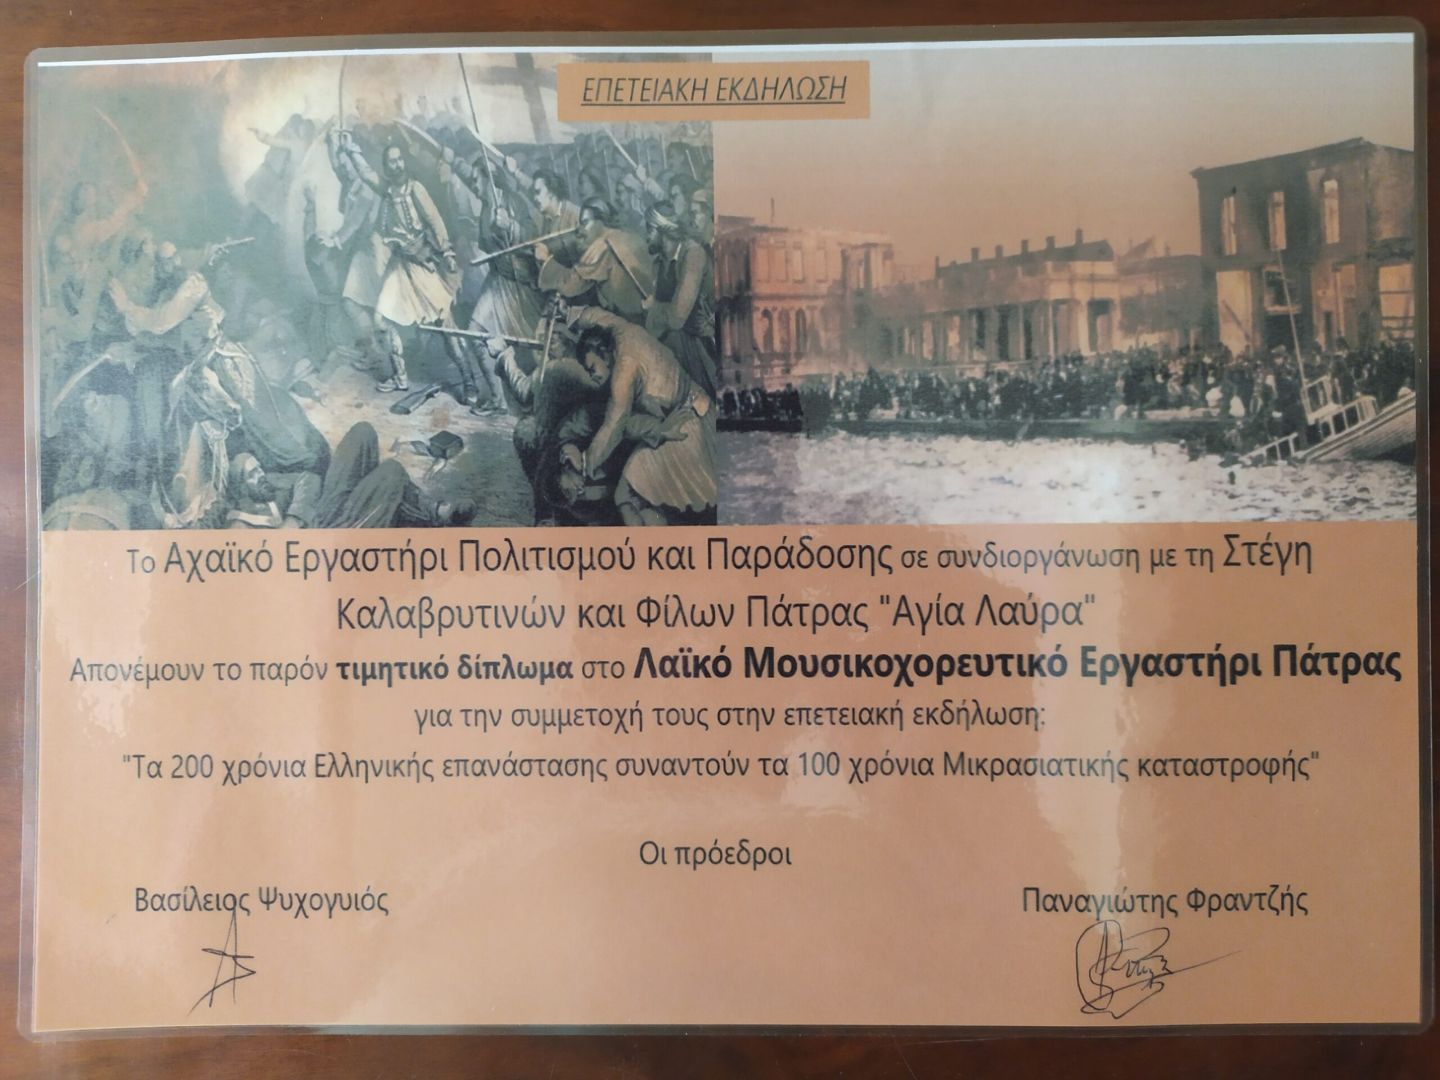 ΕΠΕΤΕΙΑΚΗ ΕΚΔΗΛΩΣΗ
Το Αχαϊκό Εργαστήρι Πολιτισμού και Παράδοσης σε συνδιοργάνωση με τη Στέγη
Καλαβρυτινών και Φίλων Πάτρας "Αγία Λαύρα"
Απονέμουν το παρόν τιμητικό δίπλωμα στο Λαϊκό Μουσικοχορευτικό Εργαστήρι Πάτρας
για την συμμετοχή τους στην επετειακή εκδήλωση:
"Τα 200 χρόνια Ελληνικής επανάστασης συναντούν τα 100 χρόνια Μικρασιατικής καταστροφής"
Οι πρόεδροι
Βασίλειος Ψυχογυιός Παναγιώτης Φραντζής